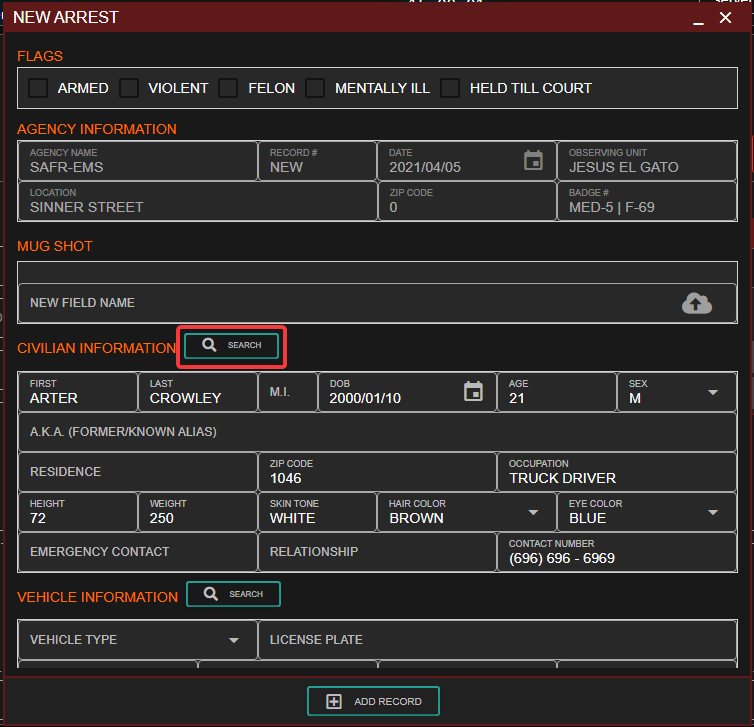 NEW ARREST
FLAGS
ARMED VIOLENT FELON MENTALLY ILL HELD TILL COURT
AGENCY INFORMATION
AGENCY NAME RECORD # DATE OBSERVING UNIT
SAFR-EMS NEW 2021/04/05 JESUS EL GATO
LOCATION ZIP CODE BADGE #
SINNER STREET 0 MED-5 | F-69
MUG SHOT
NEW FIELD NAME
CIVILIAN INFORMATION SEARCH
FIRST LAST M.I. DOB AGE SEX
ARTER CROWLEY 2000/01/10 21 M
A.K.A. (FORMER/KNOWN ALIAS)
RESIDENCE ZIP CODE OCCUPATION
1046 TRUCK DRIVER
HEIGHT WEIGHT SKIN TONE HAIR COLOR EYE COLOR
72 250 WHITE BROWN BLUE
EMERGENCY CONTACT RELATIONSHIP CONTACT NUMBER
(696) 696 - 6969
VEHICLE INFORMATION SEARCH
VEHICLE TYPE LICENSE PLATE
ADD RECORD